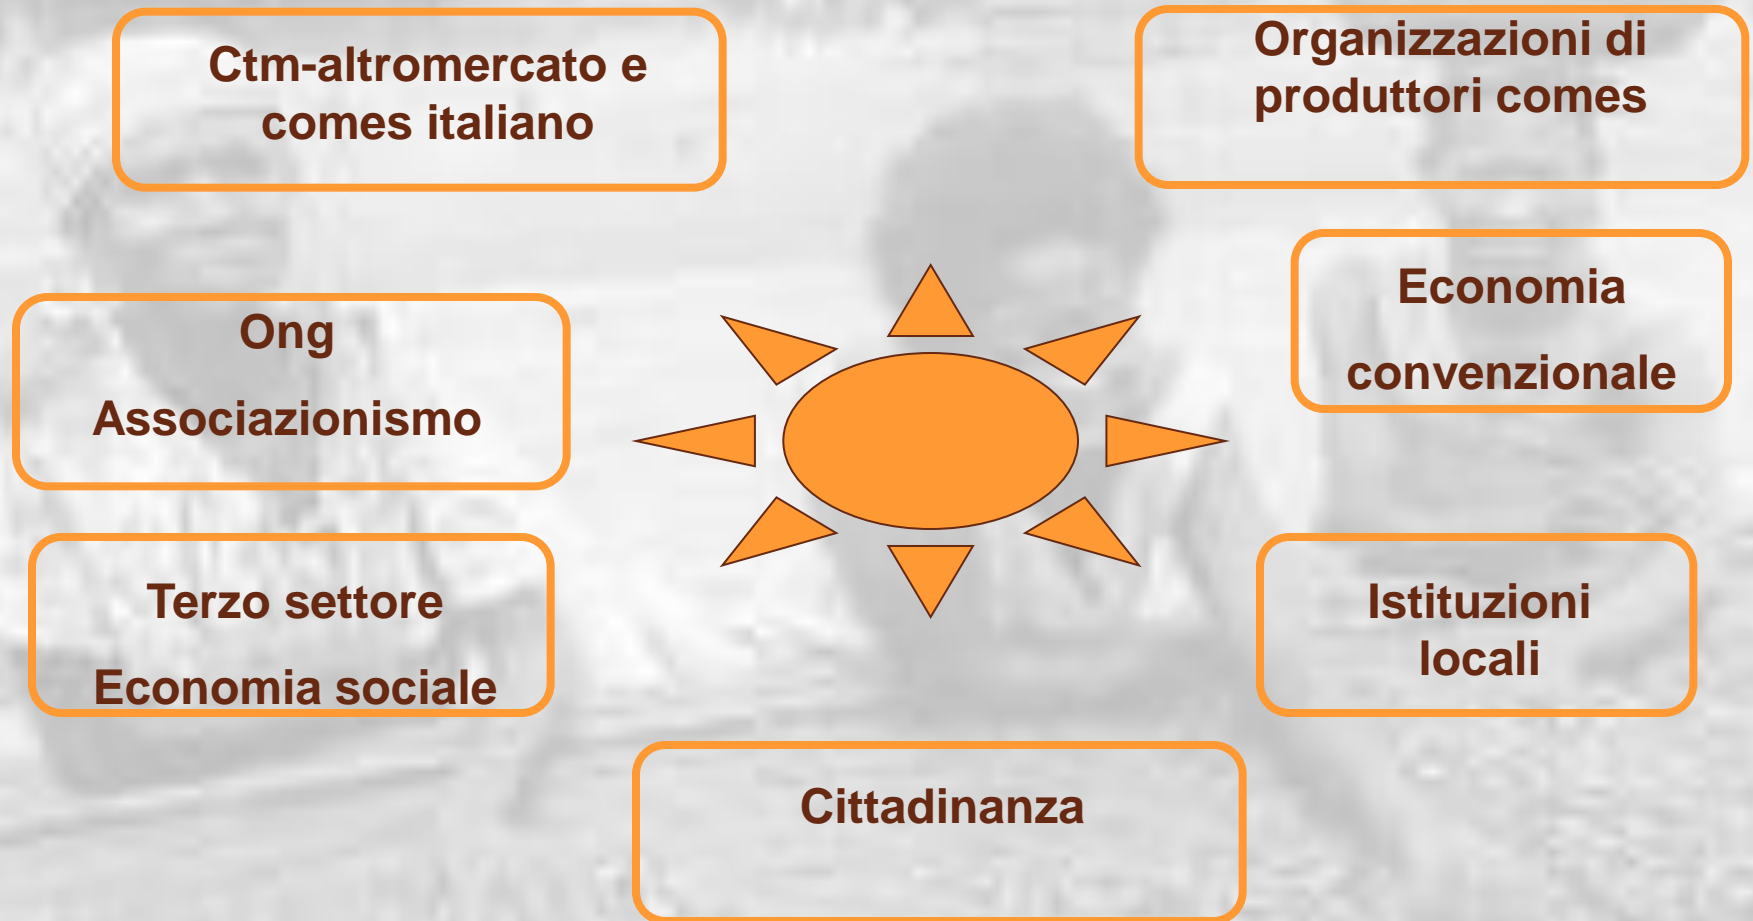 Ctm-altromercato e
comes italiano
Organizzazioni di
produttori comes
Ong
Associazionismo
Economia
convenzionale
Terzo settore
Economia sociale
Istituzioni
locali
Cittadinanza